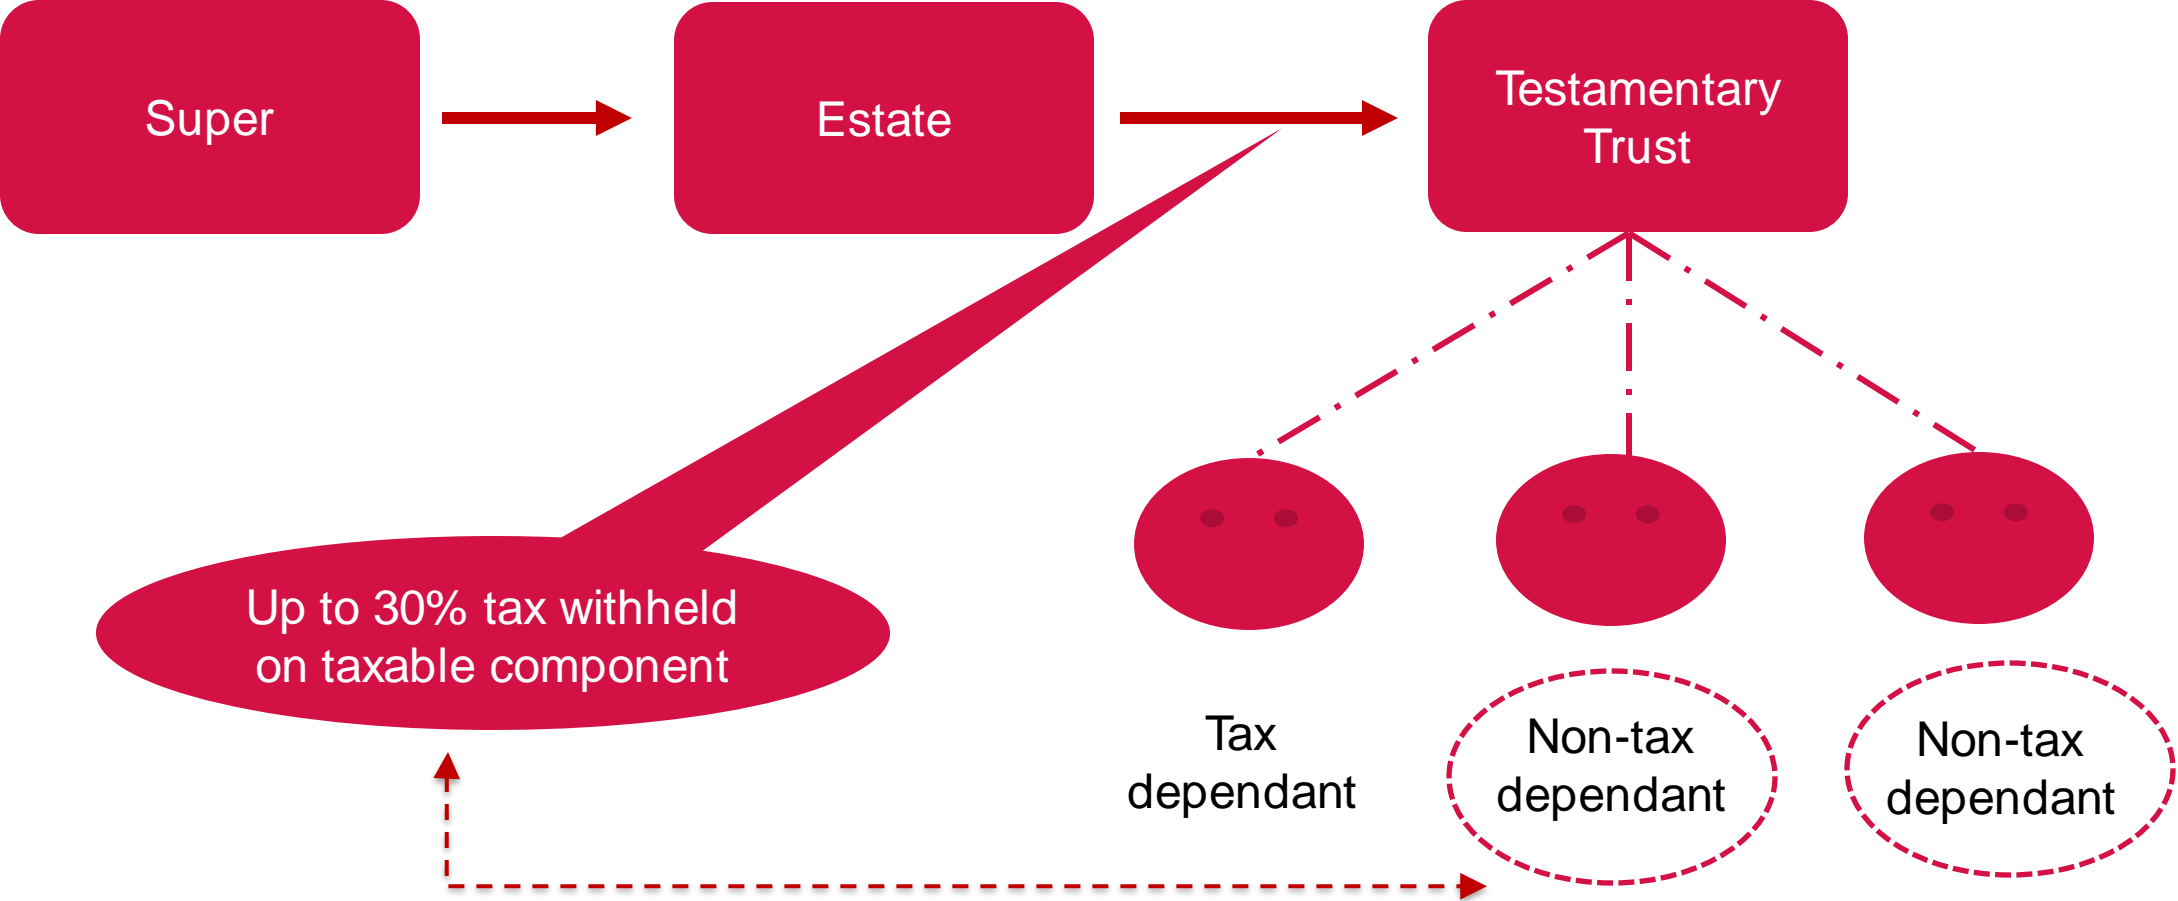 Super
Estate
Testamentary
Trust
Up to 30% tax withheld
on taxable component
Tax
dependant
Non-tax
dependant
Non-tax
dependant